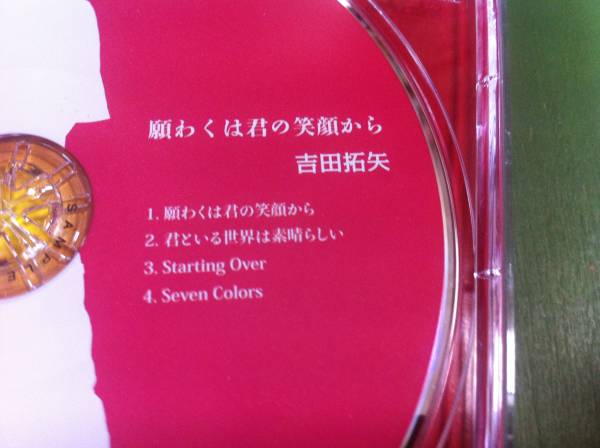 願わくは君の笑顔から
吉田拓矢
1. 願わくは君の笑顔から
2. 君といる世界は素晴らしい
3. Starting Over
4. Seven Colors
SAMPLE